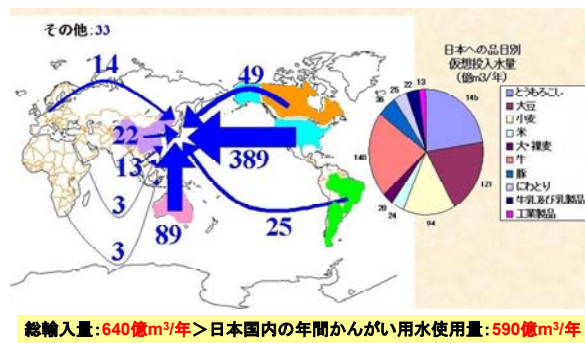 その他:33
14
49
22
13
389
3
3
89
25
日本への品目別
仮想投入水量
(億m3/年)
13
22
25
36
145
140
121
20
24
94
とうもろこし
大豆
小麦
米
大・裸麦
牛
豚
にわとり
牛乳及び乳製品
工業製品
総輸入量:640億m³/年>日本国内の年間かんがい用水使用量:590億m³/年